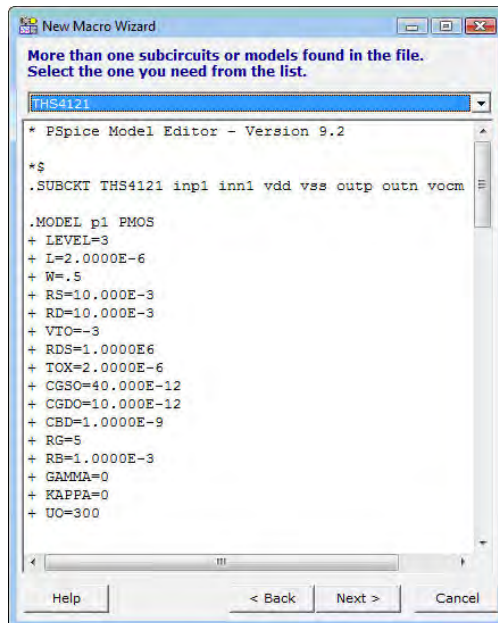 New Macro Wizard
More than one subcircuits or models found in the file.
Select the one you need from the list.
THS4121
* PSpice Model Editor - Version 9.2
*$
.SUBCKT THS4121 inp1 inn1 vdd vss outp outn vocm
.MODEL p1 PMOS
+ LEVEL=3
+ L=2.0000E-6
+ W=.5
+ RS=10.000E-3
+ RD=10.000E-3
+ VTO=-3
+ RDS=1.0000E6
+ TOX=2.0000E-6
+ CGSO=40.000E-12
+ CGDO=10.000E-12
+ CBD=1.0000E-9
+ RG=5
+ RB=1.0000E-3
+ GAMMA=0
+ KAPPA=0
+ UO=300
Help < Back Next > Cancel